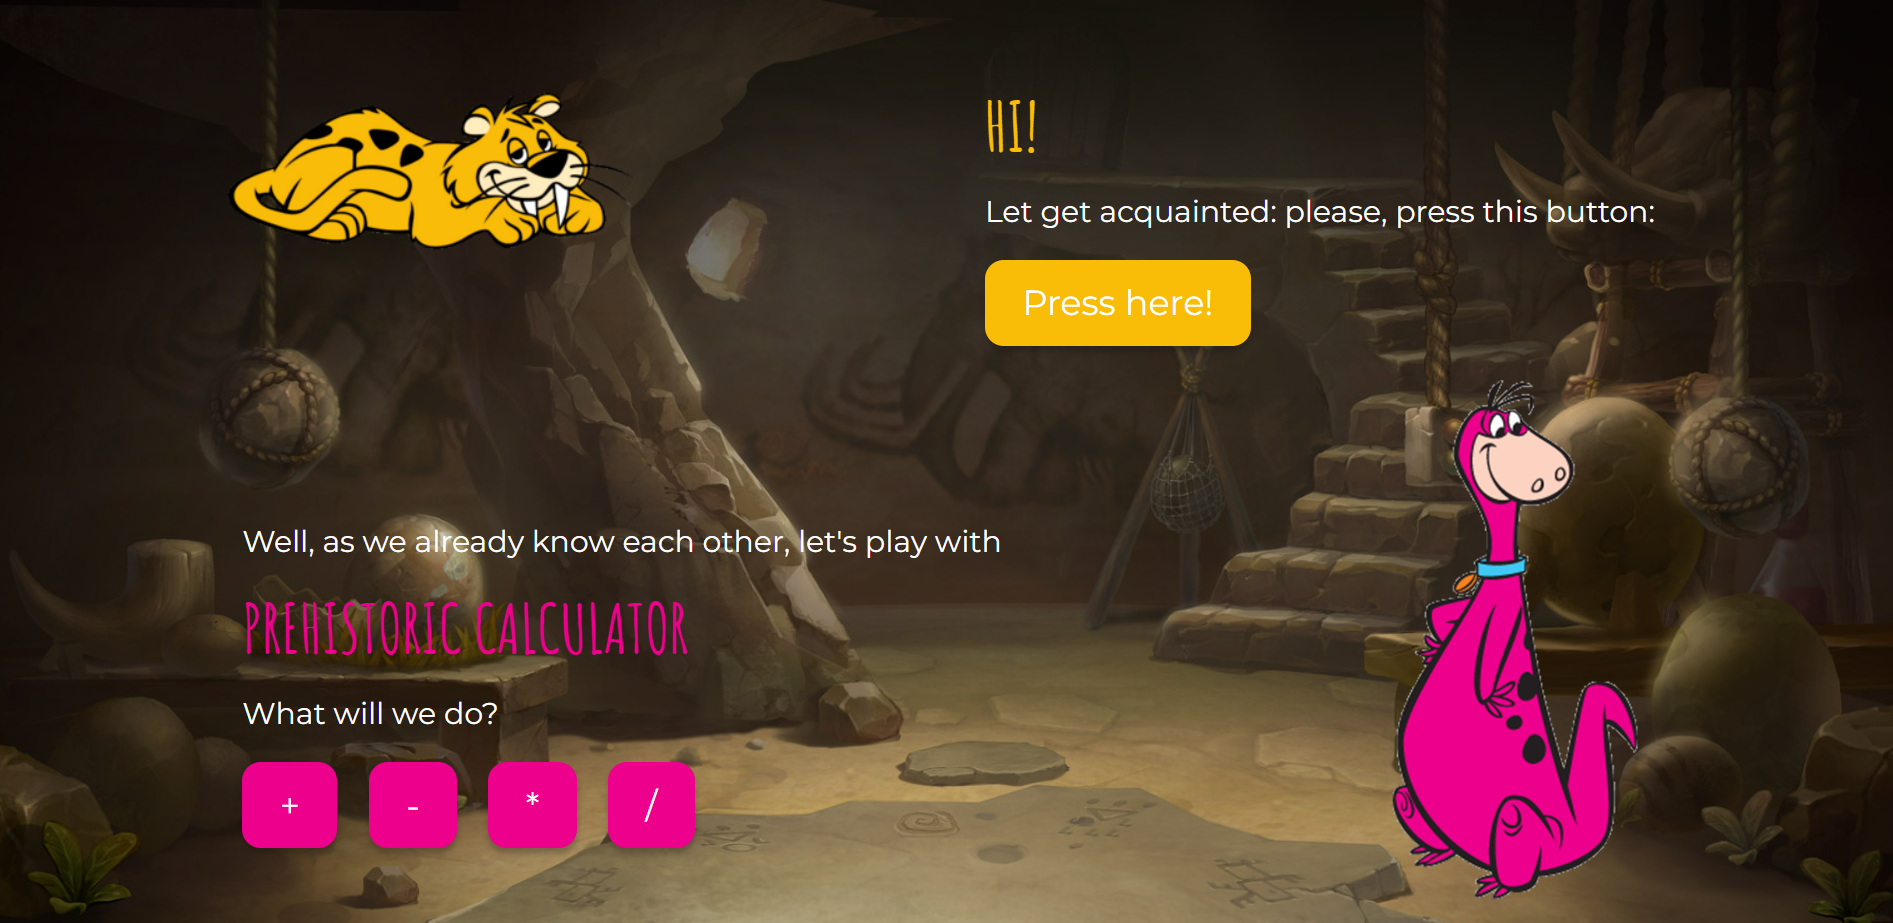 HI!
Let get acquainted: please, press this button:
Press here!
Well, as we already know each other, let's play with
PREHISTORIC CALCULATOR
What will we do?
+ - * /